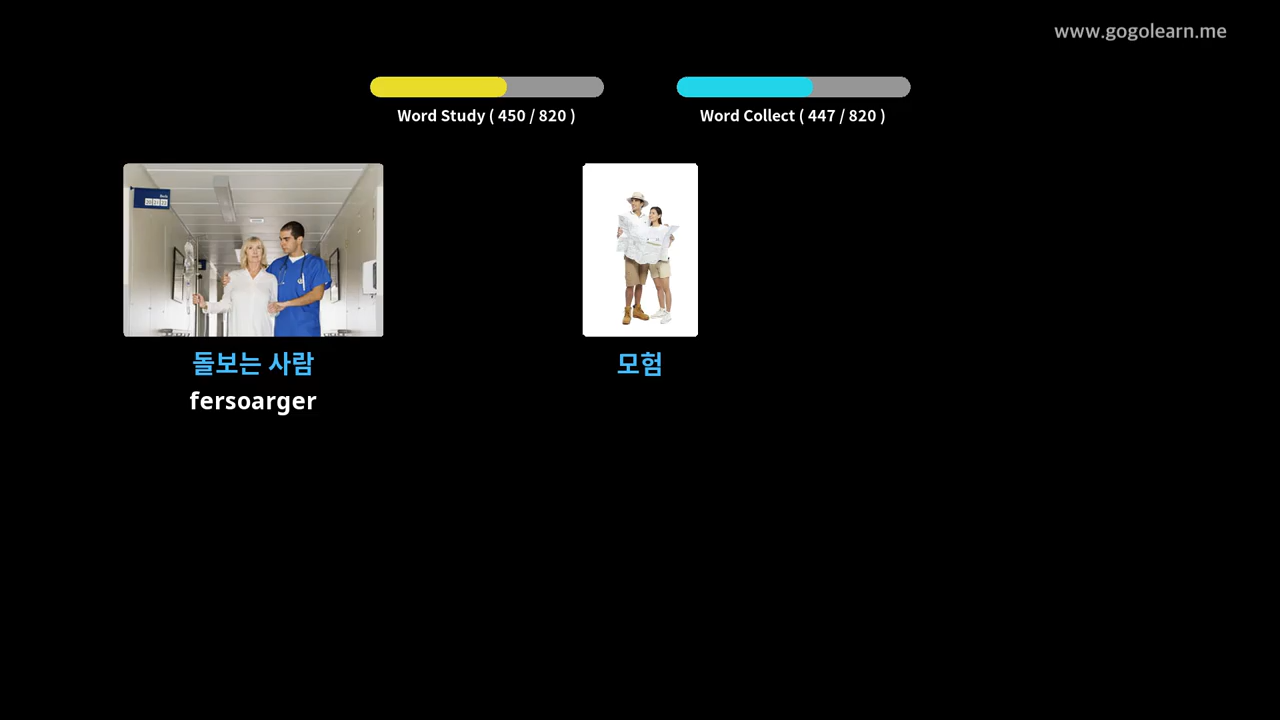 www.gogolearn.me
Word Study ( 450 / 820 )
Word Collect ( 447 / 820 )
돌보는 사람
모험
fersoarger